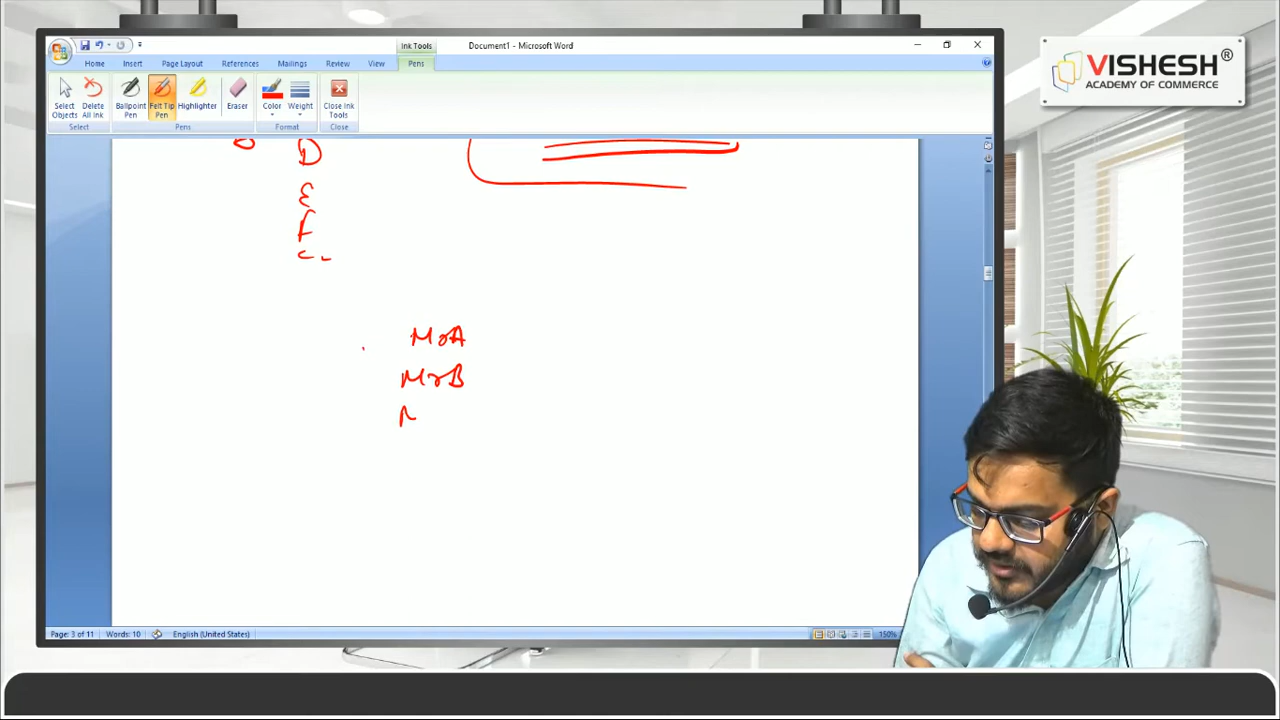 Ink Tools
Document1 - Microsoft Word
Home Insert Page Layout References Mailings Review View Pens
Select Objects
Delete All Ink
Ballpoint Pen
Felt Tip Pen
Highlighter
Eraser
Color
Weight
Close Ink Tools
Select Pens Format Close
VISHESH ®
ACADEMY OF COMMERCE
D
E
F
Mr A
Mr B
Page: 3 of 11 Words: 10 English (United States) 150%